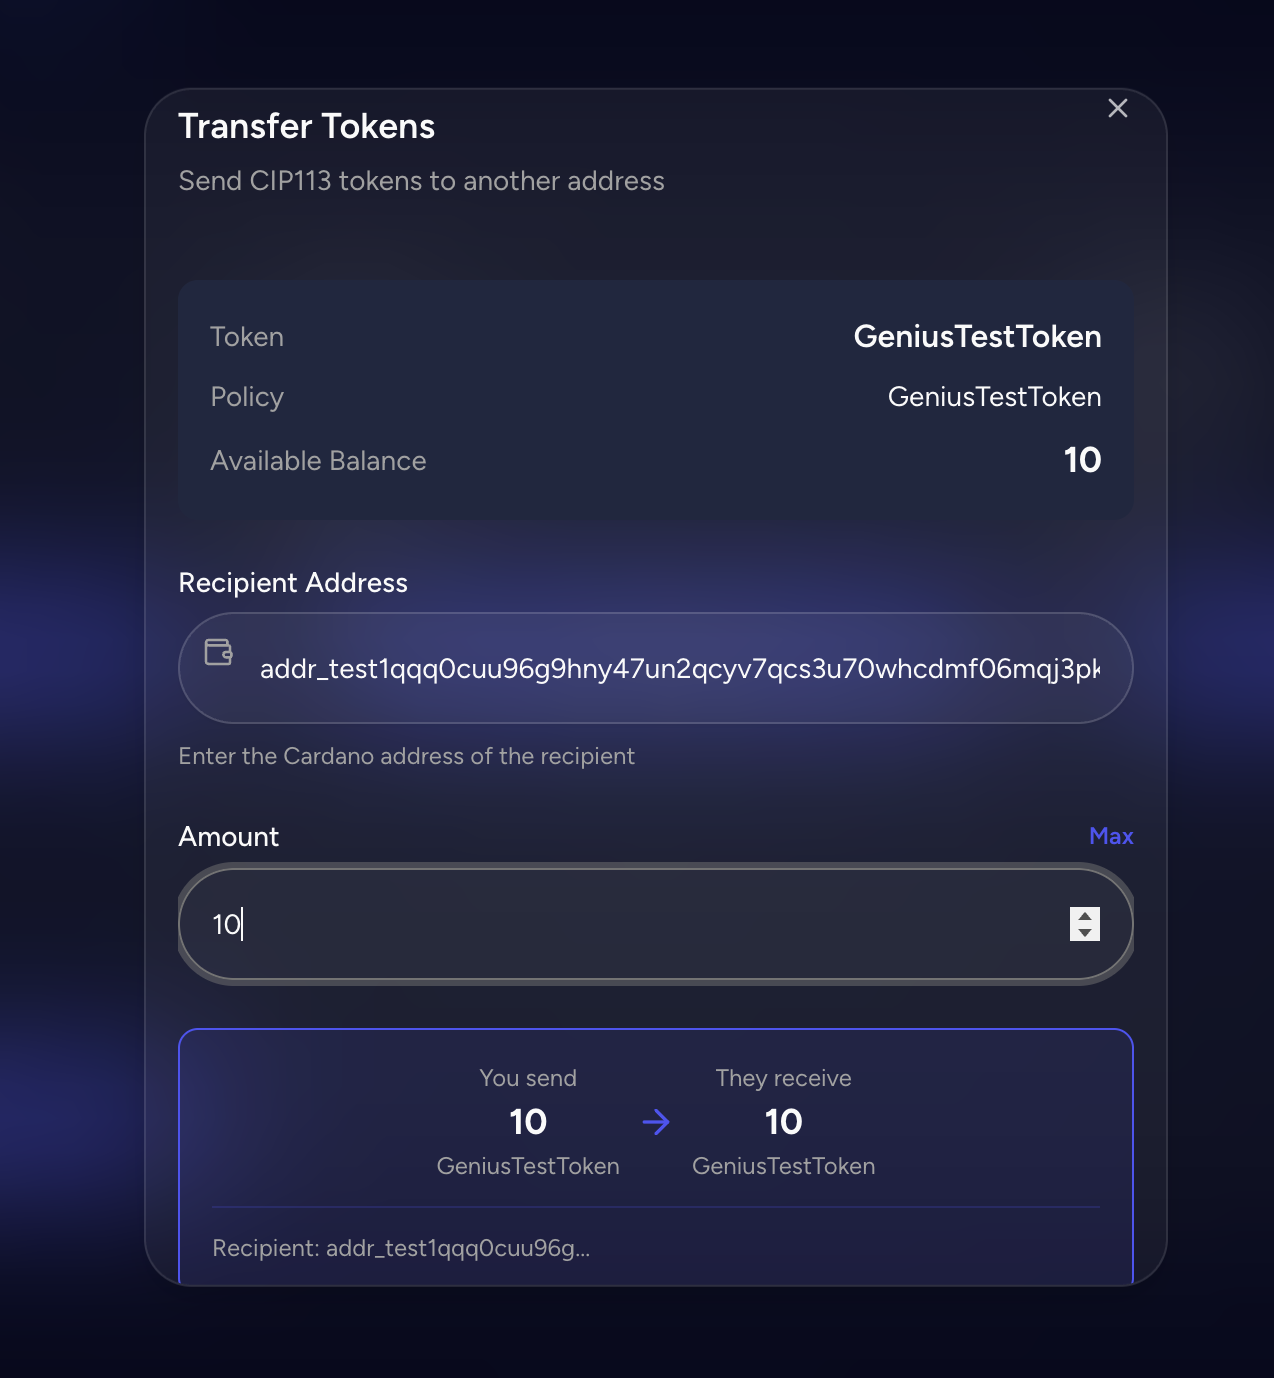 Transfer Tokens
Send CIP113 tokens to another address
Token GeniusTestToken
Policy GeniusTestToken
Available Balance 10
Recipient Address
addr_test1qqq0cuu96g9hny47un2qcyv7qcs3u70whcdmf06mqj3pk
Enter the Cardano address of the recipient
Amount Max
10
You send They receive
10 10
GeniusTestToken GeniusTestToken
Recipient: addr_test1qqq0cuu96g...